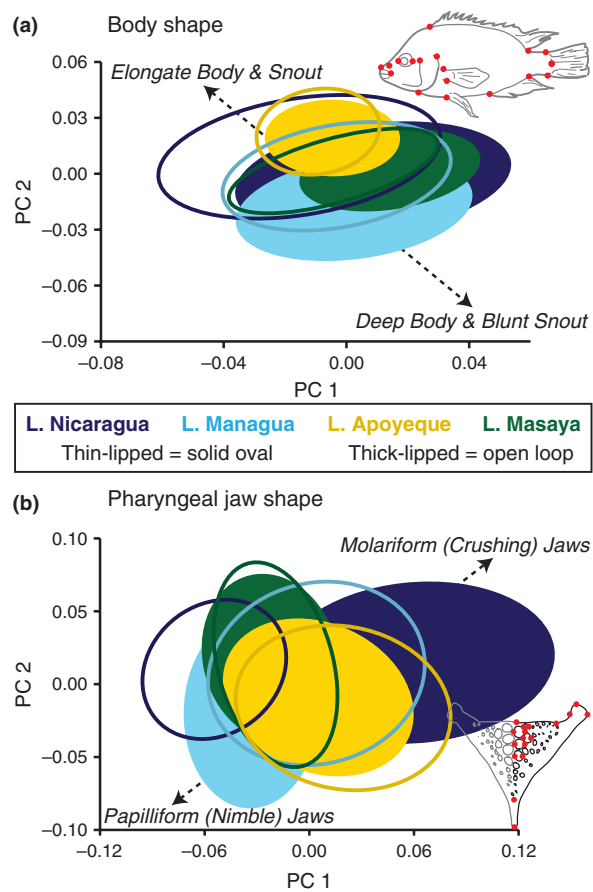 (a) Body shape
0.06
0.03
0.00
−0.03
−0.06
−0.09
PC 2
Elongate Body & Snout
Deep Body & Blunt Snout
−0.08 −0.04 0.00 0.04
PC 1
L. Nicaragua L. Managua L. Apoyeque L. Masaya
Thin-lipped = solid oval Thick-lipped = open loop
(b) Pharyngeal jaw shape
0.10
0.05
0.00
−0.05
−0.10
PC 2
Molariform (Crushing) Jaws
Papilliform (Nimble) Jaws
−0.12 −0.06 0.00 0.06 0.12
PC 1